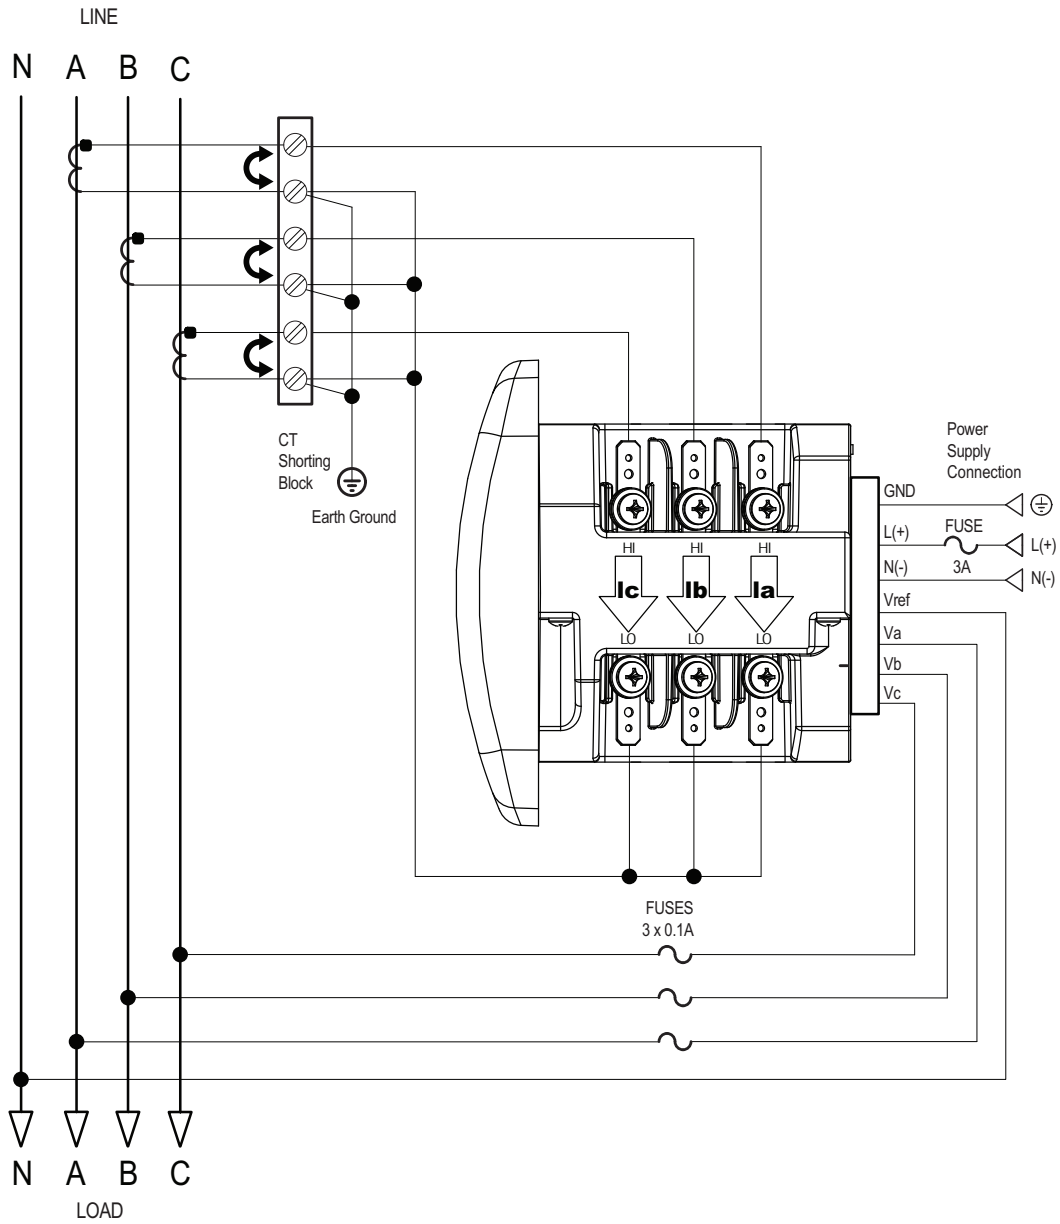 LINE
N A B C
CT
Shorting
Block
Earth Ground
Power
Supply
Connection
GND
L(+) FUSE L(+)
3A
N(-) N(-)
Vref
Va
Vb
Vc
HI HI HI
Ic Ib Ia
LO LO LO
FUSES
3 x 0.1A
N A B C
LOAD